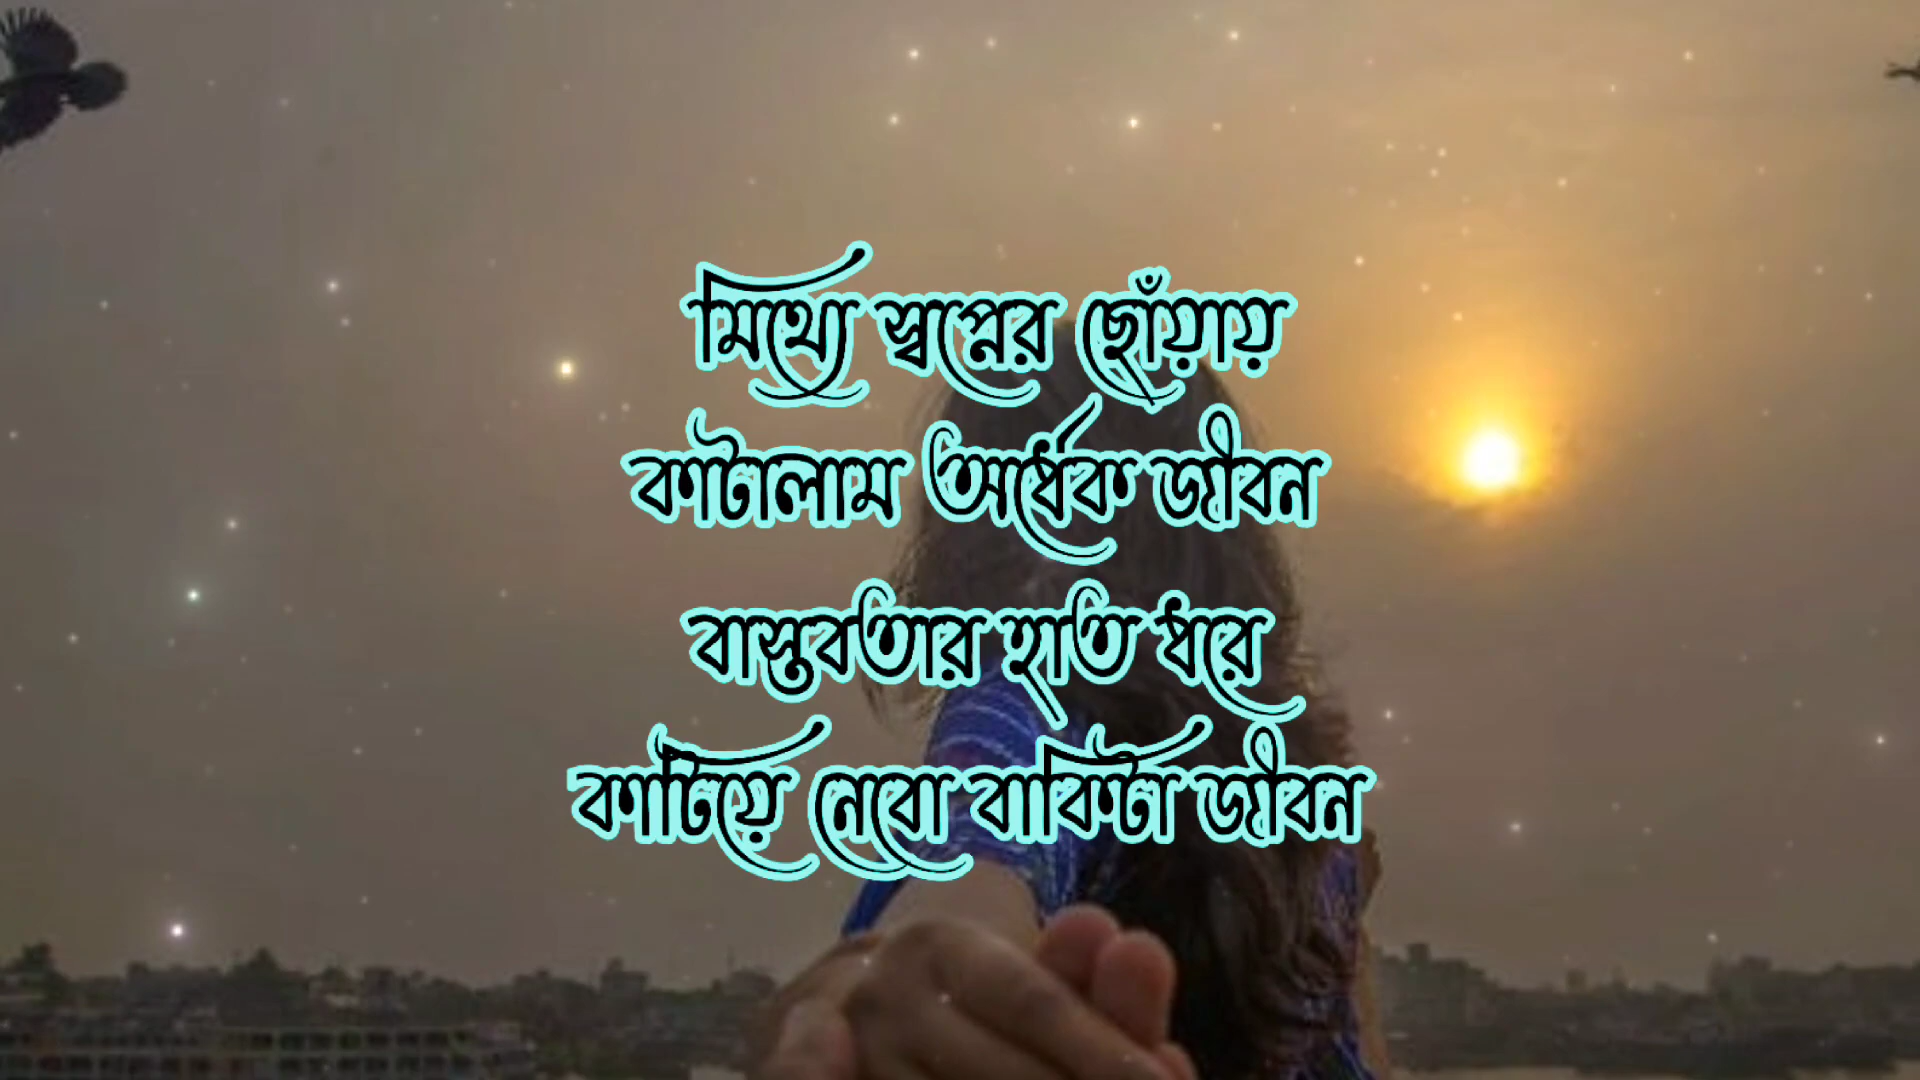 মিথ্যে স্বপ্নের ছোঁয়ায়
কাটালাম অর্ধেক জীবন
বাস্তবতার হাত ধরে
কাটিয়ে নেবো বাকিটা জীবন